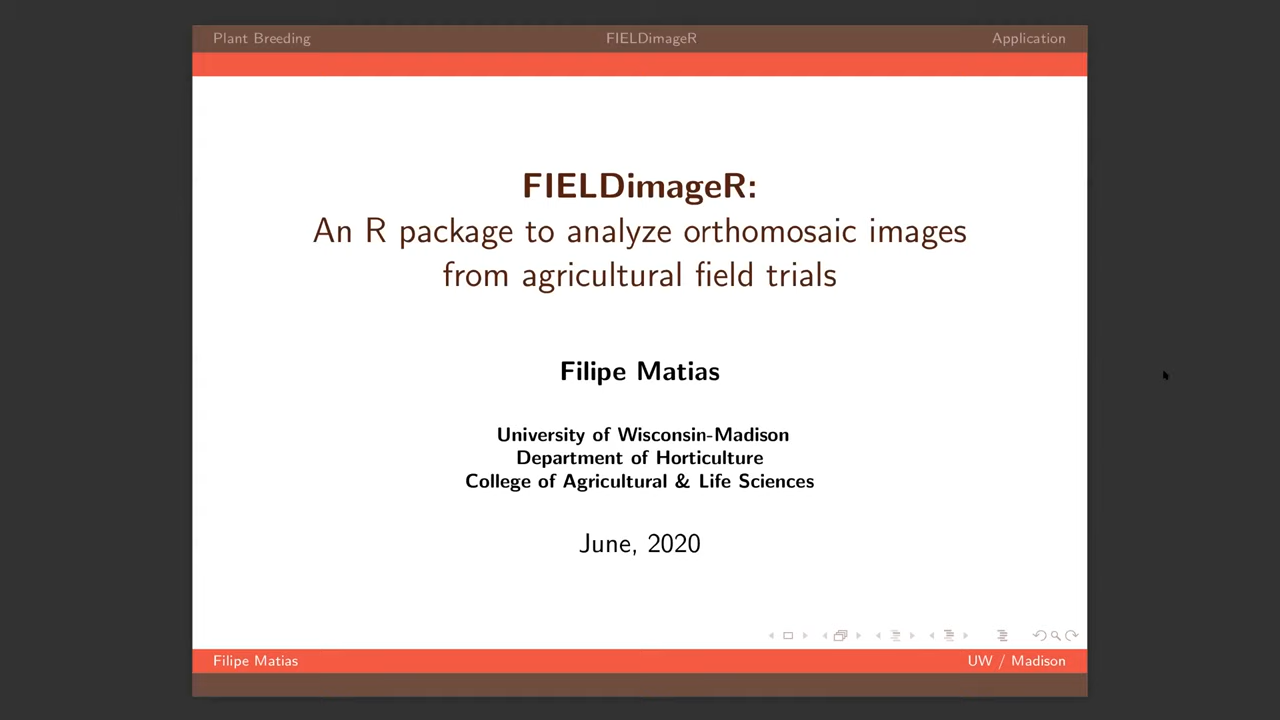 Plant Breeding FIELDimageR Application
FIELDimageR:
An R package to analyze orthomosaic images
from agricultural field trials
Filipe Matias
University of Wisconsin-Madison
Department of Horticulture
College of Agricultural & Life Sciences
June, 2020
Filipe Matias UW / Madison